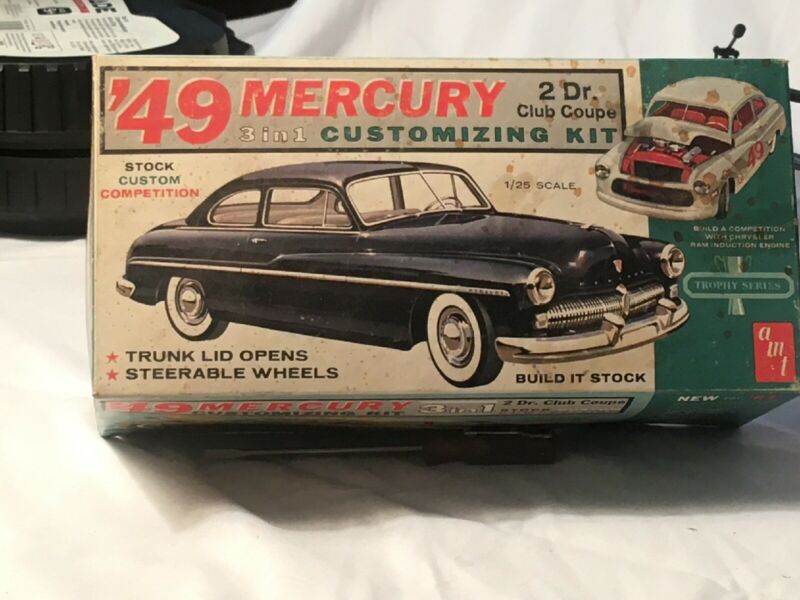 '49 MERCURY
2 Dr.
Club Coupe
3 in 1 CUSTOMIZING KIT
STOCK
CUSTOM
COMPETITION
1/25 SCALE
49
BUILD A COMPETITION
WITH CHRYSLER
RAM INDUCTION ENGINE
TROPHY SERIES
amt
★ TRUNK LID OPENS
★ STEERABLE WHEELS
BUILD IT STOCK
'49 MERCURY 3 in 1 2 Dr. Club Coupe
CUSTOMIZING KIT
NEW